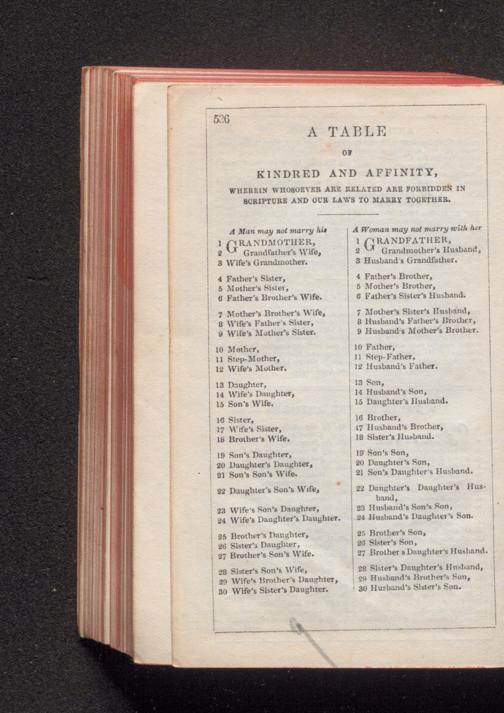 536
A TABLE
OF
KINDRED AND AFFINITY,
WHEREIN WHOSOEVER ARE RELATED ARE FORBIDDEN IN
SCRIPTURE AND OUR LAWS TO MARRY TOGETHER.
A Man may not marry his
1 GRANDMOTHER,
2 Grandfather's Wife,
3 Wife's Grandmother.
4 Father's Sister,
5 Mother's Sister,
6 Father's Brother's Wife.
7 Mother's Brother's Wife,
8 Wife's Father's Sister,
9 Wife's Mother's Sister.
10 Mother,
11 Step-Mother,
12 Wife's Mother.
13 Daughter,
14 Wife's Daughter,
15 Son's Wife.
16 Sister,
17 Wife's Sister,
18 Brother's Wife.
19 Son's Daughter,
20 Daughter's Daughter,
21 Son's Son's Wife.
22 Daughter's Son's Wife,
23 Wife's Son's Daughter,
24 Wife's Daughter's Daughter.
25 Brother's Daughter,
26 Sister's Daughter,
27 Brother's Son's Wife.
28 Sister's Son's Wife,
29 Wife's Brother's Daughter,
30 Wife's Sister's Daughter.
A Woman may not marry with her
1 GRANDFATHER,
2 Grandmother's Husband,
3 Husband's Grandfather.
4 Father's Brother,
5 Mother's Brother,
6 Father's Sister's Husband.
7 Mother's Sister's Husband,
8 Husband's Father's Brother,
9 Husband's Mother's Brother.
10 Father,
11 Step-Father,
12 Husband's Father.
13 Son,
14 Husband's Son,
15 Daughter's Husband.
16 Brother,
17 Husband's Brother,
18 Sister's Husband.
19 Son's Son,
20 Daughter's Son,
21 Son's Daughter's Husband.
22 Daughter's Daughter's Hus-
band,
23 Husband's Son's Son,
24 Husband's Daughter's Son.
25 Brother's Son,
26 Sister's Son,
27 Brother's Daughter's Husband.
28 Sister's Daughter's Husband,
29 Husband's Brother's Son,
30 Husband's Sister's Son.